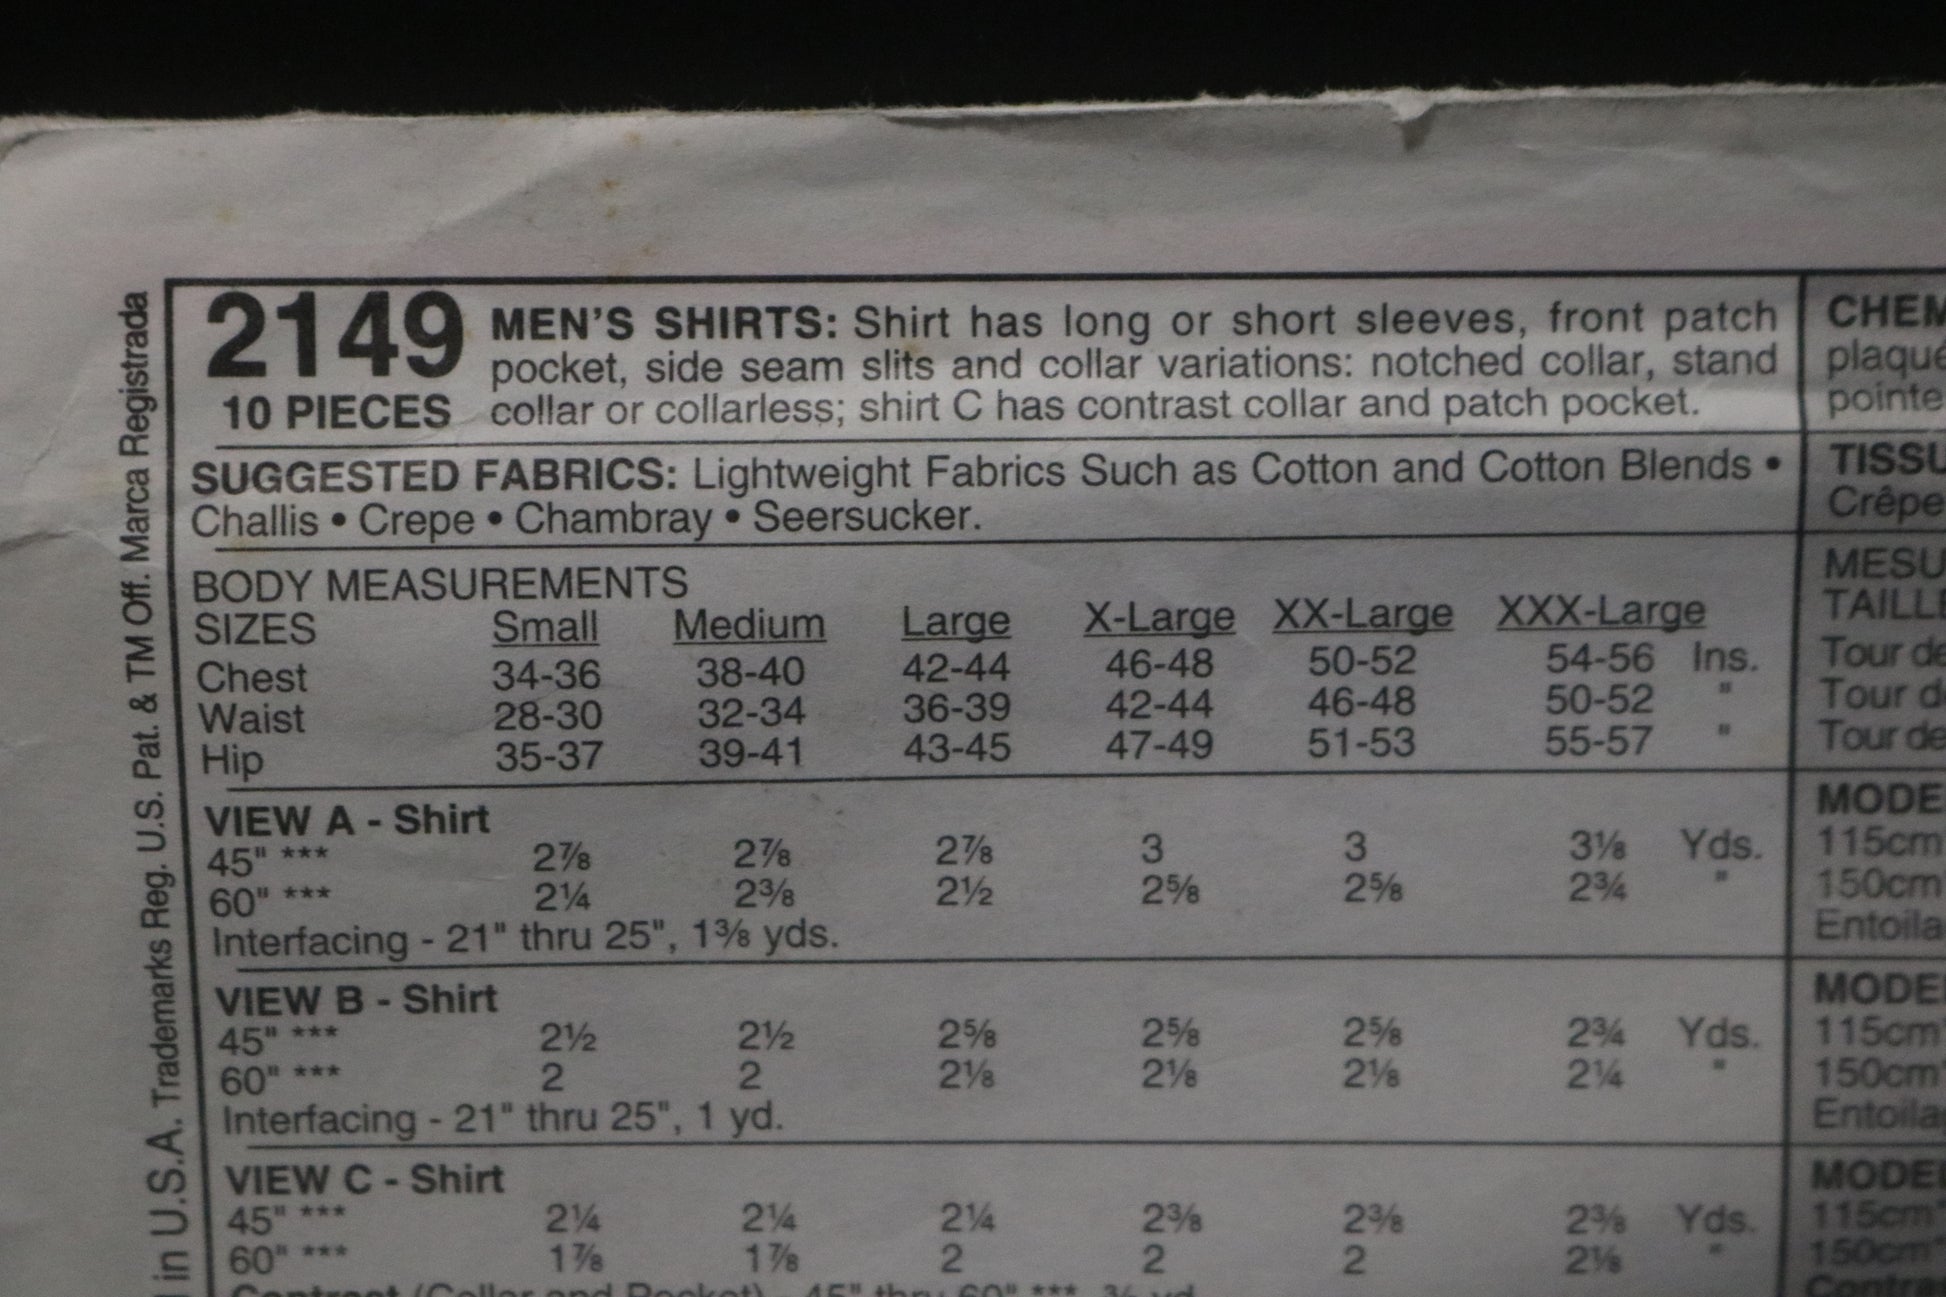 2149
10 PIECES
MEN'S SHIRTS: Shirt has long or short sleeves, front patch
pocket, side seam slits and collar variations: notched collar, stand
collar or collarless; shirt C has contrast collar and patch pocket.
SUGGESTED FABRICS: Lightweight Fabrics Such as Cotton and Cotton Blends •
Challis • Crepe • Chambray • Seersucker.
BODY MEASUREMENTS
SIZES Small Medium Large X-Large XX-Large XXX-Large
Chest 34-36 38-40 42-44 46-48 50-52 54-56 Ins.
Waist 28-30 32-34 36-39 42-44 46-48 50-52 "
Hip 35-37 39-41 43-45 47-49 51-53 55-57 "
VIEW A - Shirt
45" *** 2⅞ 2⅞ 2⅞ 3 3 3⅛ Yds.
60" *** 2¼ 2⅜ 2½ 2⅝ 2⅝ 2¾ "
Interfacing - 21" thru 25", 1⅜ yds.
VIEW B - Shirt
45" *** 2½ 2½ 2⅝ 2⅝ 2⅝ 2¾ Yds.
60" *** 2 2 2⅛ 2⅛ 2⅛ 2¼ "
Interfacing - 21" thru 25", 1 yd.
VIEW C - Shirt
45" *** 2¼ 2¼ 2¼ 2⅜ 2⅜ 2⅜ Yds.
60" *** 1⅞ 1⅞ 2 2 2 2⅛ "
Contrast (Collar and Pocket) - 45" thru 60" ***
in U.S.A. Trademarks Reg. U.S. Pat. & TM Off. Marca Registrada
CHEM
plaqué
pointe
TISSU
Crêpe
MESU
TAILLE
Tour de
Tour de
Tour de
MODE
115cm
150cm
Entoila
MODE
115cm
150cm
Entoila
MODE
115cm
150cm
Contra